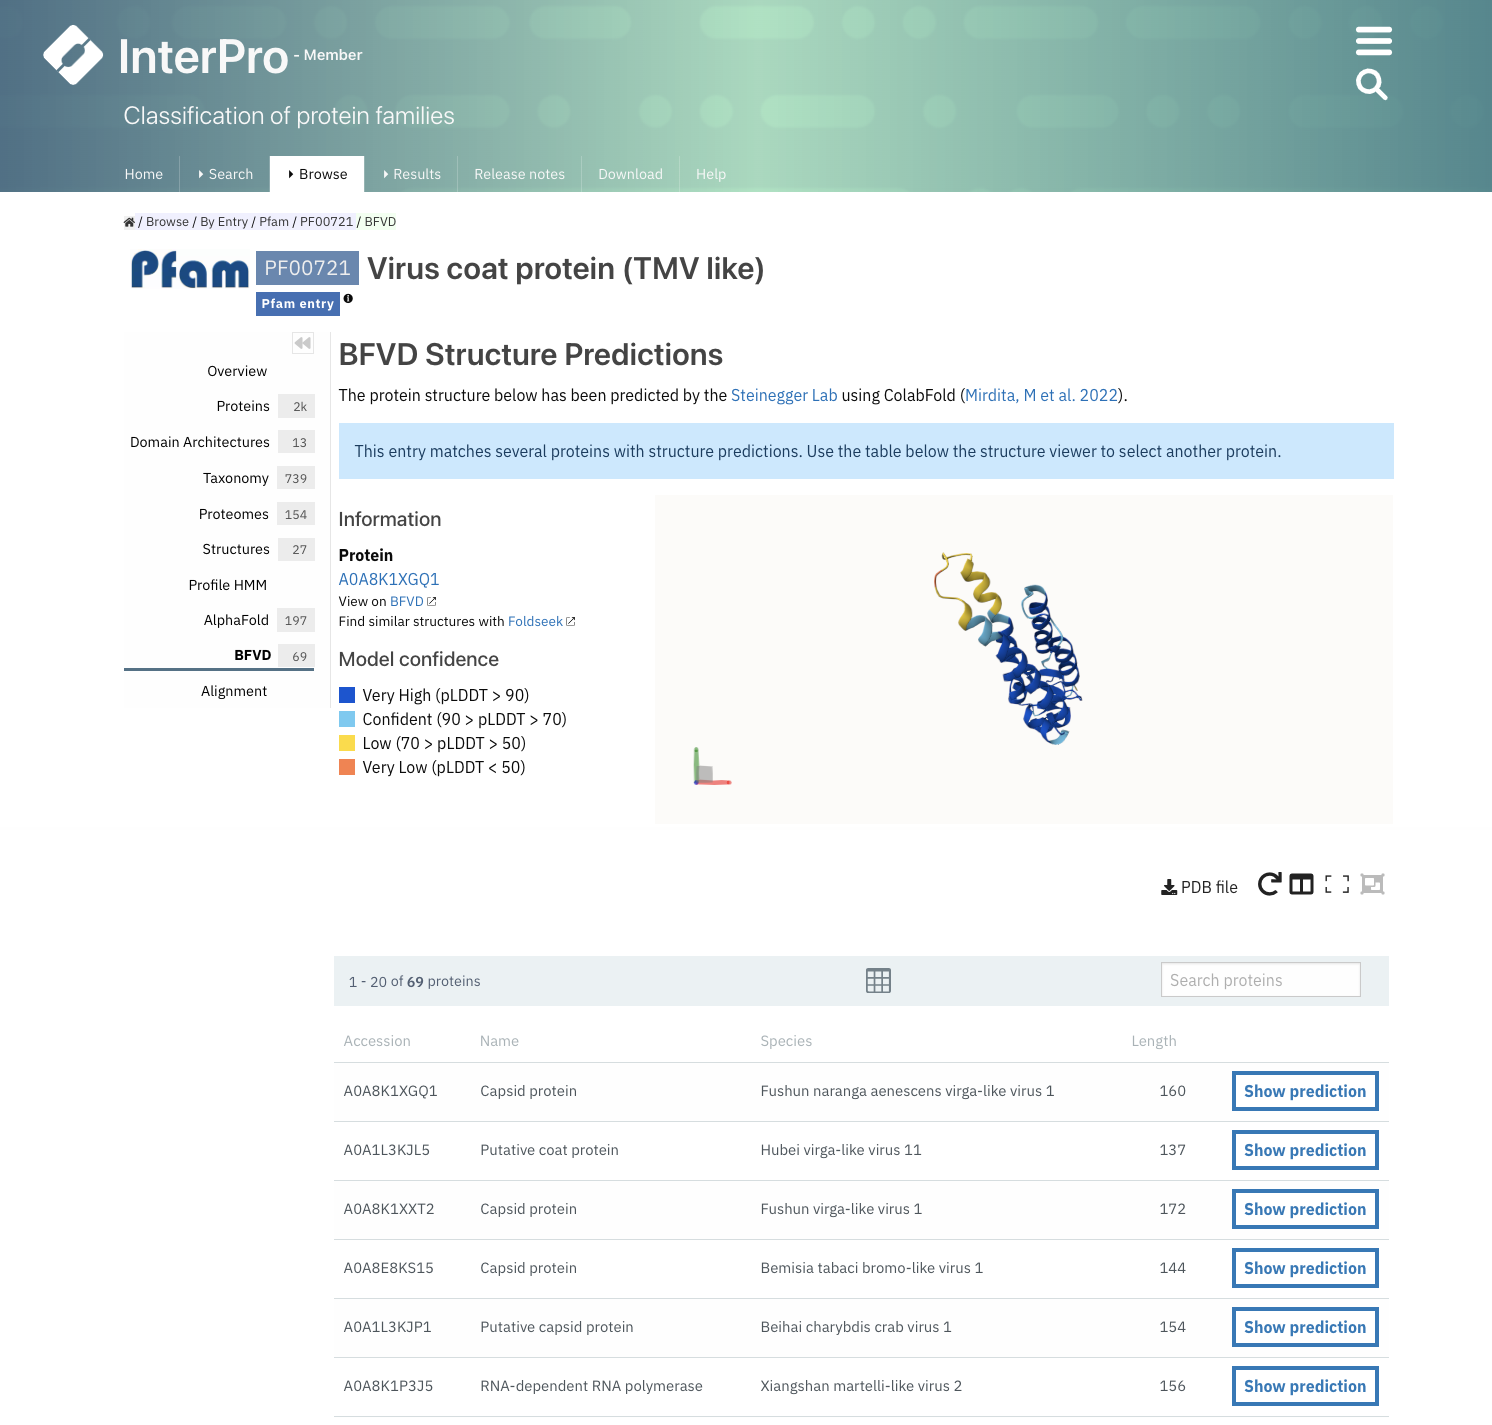 InterPro - Member
Classification of protein families
Home Search Browse Results Release notes Download Help
/ Browse / By Entry / Pfam / PF00721 / BFVD
Pfam PF00721 Virus coat protein (TMV like)
Pfam entry
Overview
Proteins 2k
Domain Architectures 13
Taxonomy 739
Proteomes 154
Structures 27
Profile HMM
AlphaFold 197
BFVD 69
Alignment
BFVD Structure Predictions
The protein structure below has been predicted by the Steinegger Lab using ColabFold (Mirdita, M et al. 2022).
This entry matches several proteins with structure predictions. Use the table below the structure viewer to select another protein.
Information
Protein
A0A8K1XGQ1
View on BFVD
Find similar structures with Foldseek
Model confidence
Very High (pLDDT > 90)
Confident (90 > pLDDT > 70)
Low (70 > pLDDT > 50)
Very Low (pLDDT < 50)
PDB file
1 - 20 of 69 proteins Search proteins
Accession Name Species Length
A0A8K1XGQ1 Capsid protein Fushun naranga aenescens virga-like virus 1 160 Show prediction
A0A1L3KJL5 Putative coat protein Hubei virga-like virus 11 137 Show prediction
A0A8K1XXT2 Capsid protein Fushun virga-like virus 1 172 Show prediction
A0A8E8KS15 Capsid protein Bemisia tabaci bromo-like virus 1 144 Show prediction
A0A1L3KJP1 Putative capsid protein Beihai charybdis crab virus 1 154 Show prediction
A0A8K1P3J5 RNA-dependent RNA polymerase Xiangshan martelli-like virus 2 156 Show prediction